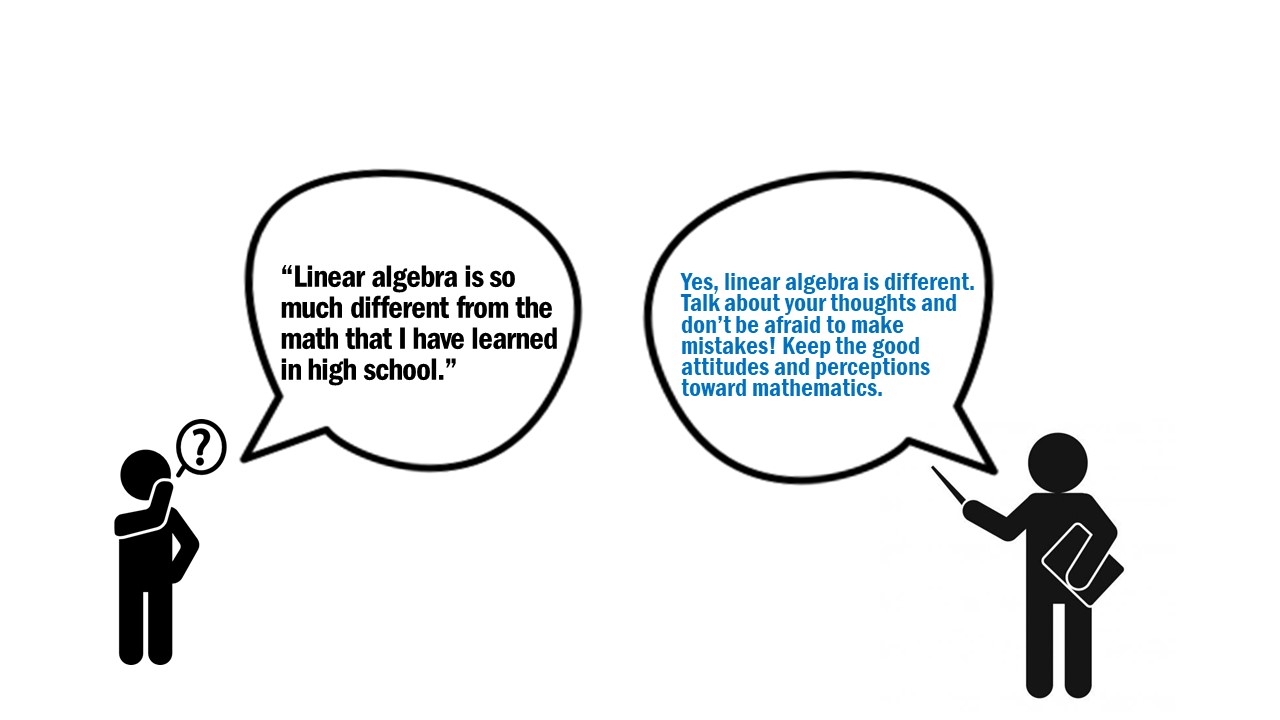 “Linear algebra is so
much different from the
math that I have learned
in high school.”
Yes, linear algebra is different.
Talk about your thoughts and
don’t be afraid to make
mistakes! Keep the good
attitudes and perceptions
toward mathematics.
?